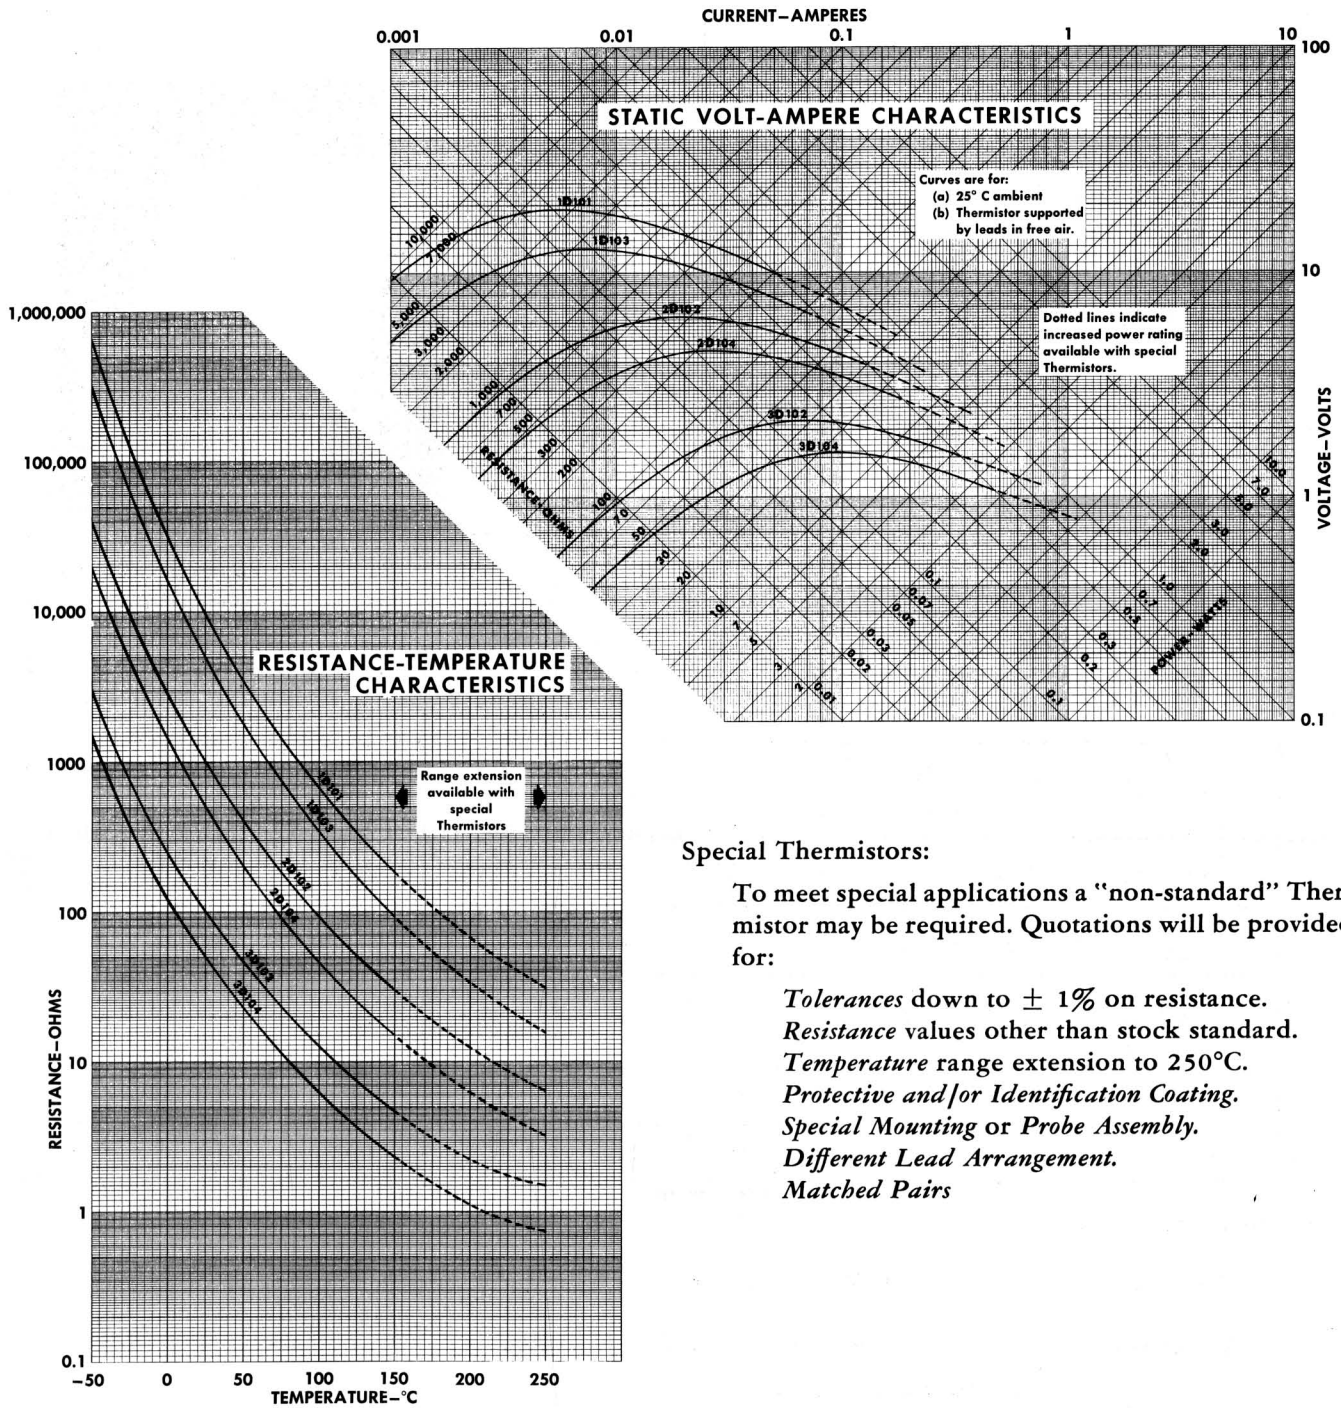 CURRENT–AMPERES
0.001 0.01 0.1 1 10
100
STATIC VOLT-AMPERE CHARACTERISTICS
Curves are for:
(a) 25° C ambient
(b) Thermistor supported
by leads in free air.
1D101
10,000
7,000
1D103
10
5,000
3,000
2,000
2D102
Dotted lines indicate
increased power rating
available with special
Thermistors.
2D104
1,000
700
500
300
200
RESISTANCE-OHMS
3D102
3D104
100
70
50
30
20
10
7
5
3
2
10.0
7.0
5.0
3.0
2.0
1.0
0.7
0.5
0.3
0.2
0.1
POWER-WATTS
0.1
0.07
0.05
0.03
0.02
0.01
1
VOLTAGE–VOLTS
0.1
1,000,000
100,000
10,000
RESISTANCE-TEMPERATURE
CHARACTERISTICS
1000
Range extension
available with
special
Thermistors
1D101
1D103
2D102
2D104
3D102
3D104
100
10
1
0.1
RESISTANCE–OHMS
–50 0 50 100 150 200 250
TEMPERATURE–°C
Special Thermistors:
To meet special applications a "non-standard" Ther
mistor may be required. Quotations will be provide
for:
Tolerances down to ± 1% on resistance.
Resistance values other than stock standard.
Temperature range extension to 250°C.
Protective and/or Identification Coating.
Special Mounting or Probe Assembly.
Different Lead Arrangement.
Matched Pairs